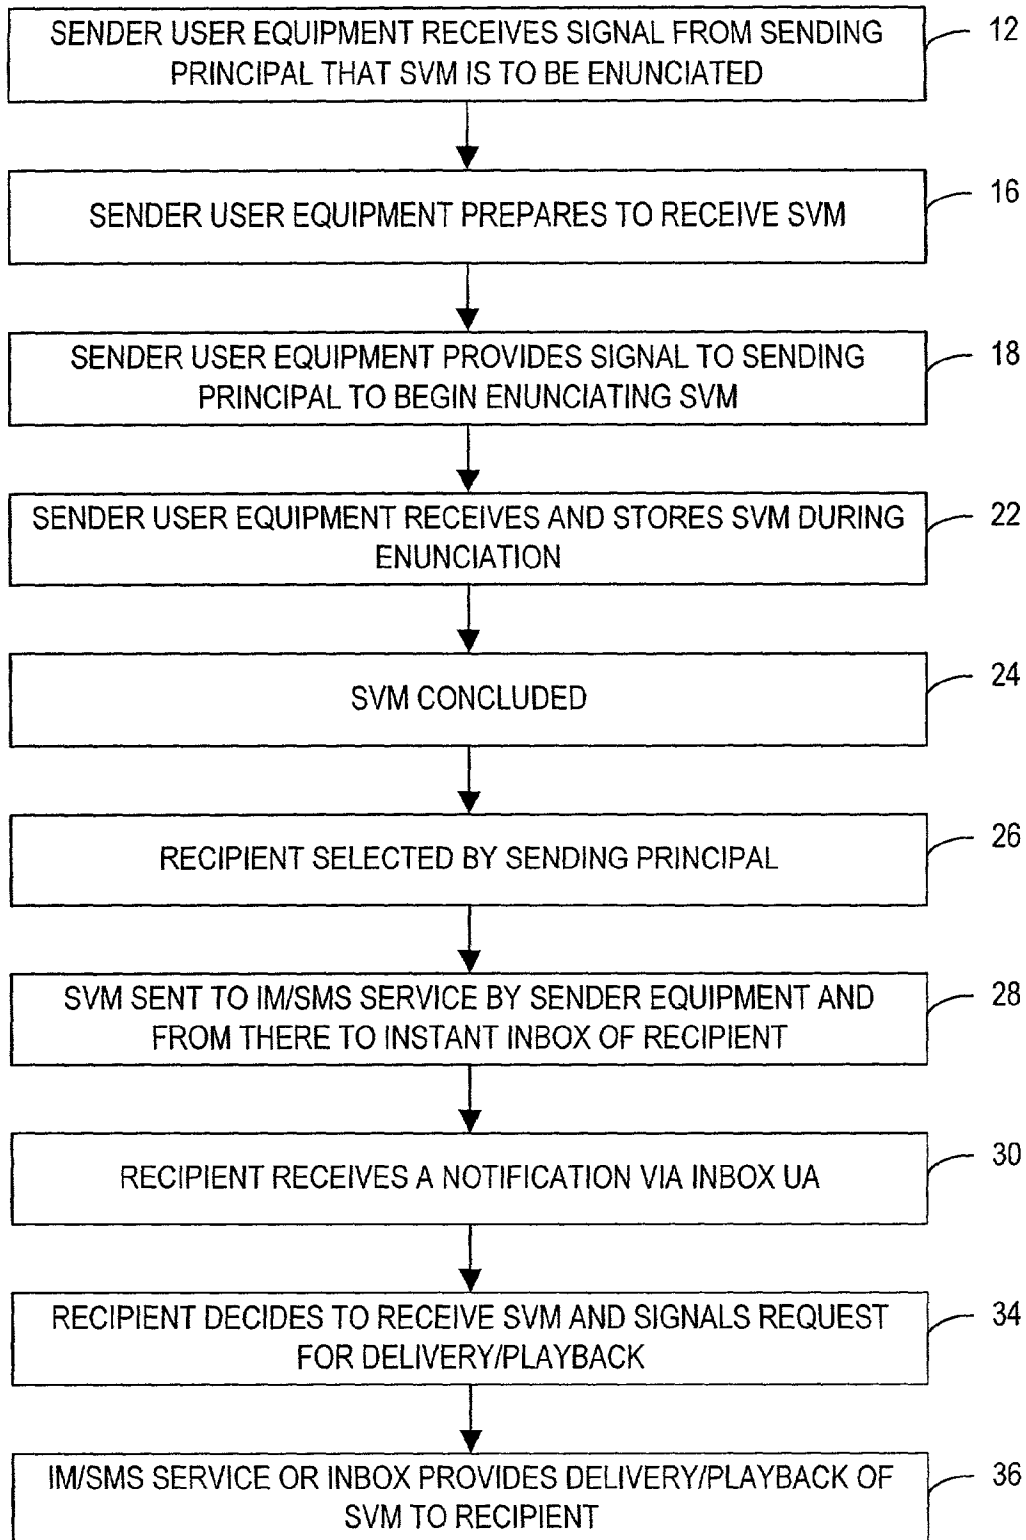 SENDER USER EQUIPMENT RECEIVES SIGNAL FROM SENDING
PRINCIPAL THAT SVM IS TO BE ENUNCIATED
12
SENDER USER EQUIPMENT PREPARES TO RECEIVE SVM
16
SENDER USER EQUIPMENT PROVIDES SIGNAL TO SENDING
PRINCIPAL TO BEGIN ENUNCIATING SVM
18
SENDER USER EQUIPMENT RECEIVES AND STORES SVM DURING
ENUNCIATION
22
SVM CONCLUDED
24
RECIPIENT SELECTED BY SENDING PRINCIPAL
26
SVM SENT TO IM/SMS SERVICE BY SENDER EQUIPMENT AND
FROM THERE TO INSTANT INBOX OF RECIPIENT
28
RECIPIENT RECEIVES A NOTIFICATION VIA INBOX UA
30
RECIPIENT DECIDES TO RECEIVE SVM AND SIGNALS REQUEST
FOR DELIVERY/PLAYBACK
34
IM/SMS SERVICE OR INBOX PROVIDES DELIVERY/PLAYBACK OF
SVM TO RECIPIENT
36